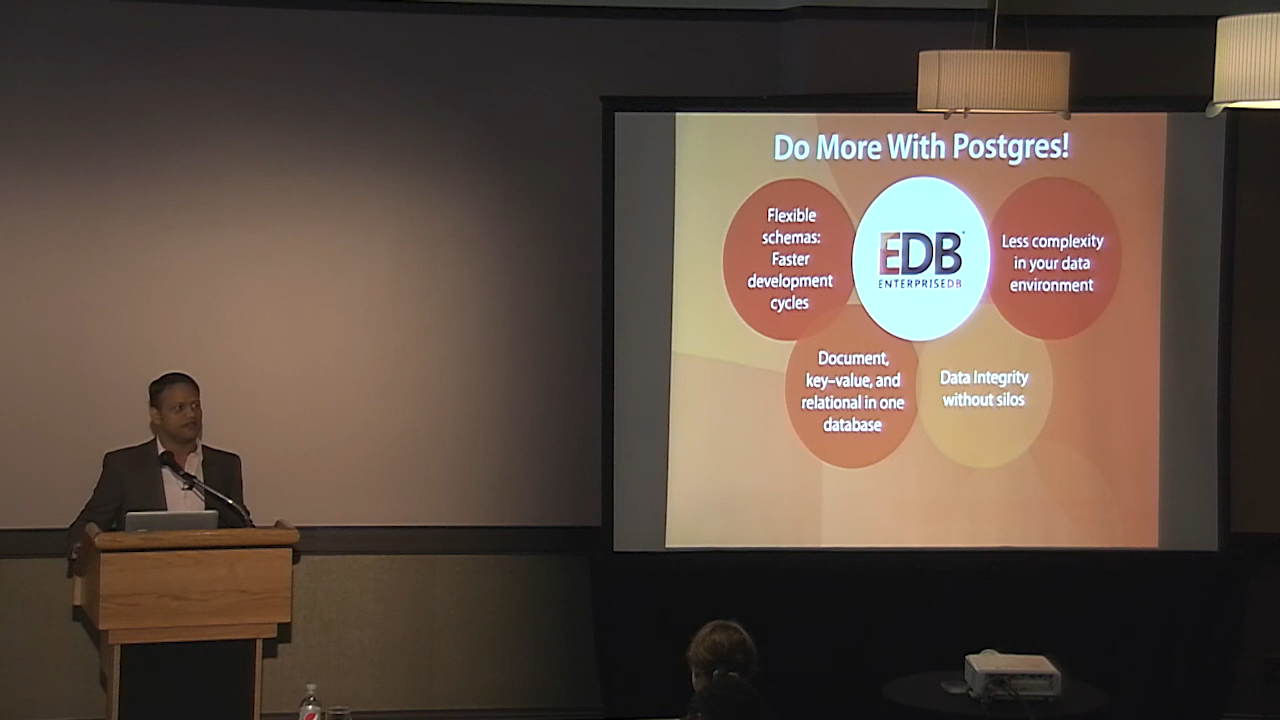 Do More With Postgres!
Flexible
schemas:
Faster
development
cycles
EDB
ENTERPRISEDB
Less complexity
in your data
environment
Document,
key-value, and
relational in one
database
Data Integrity
without silos